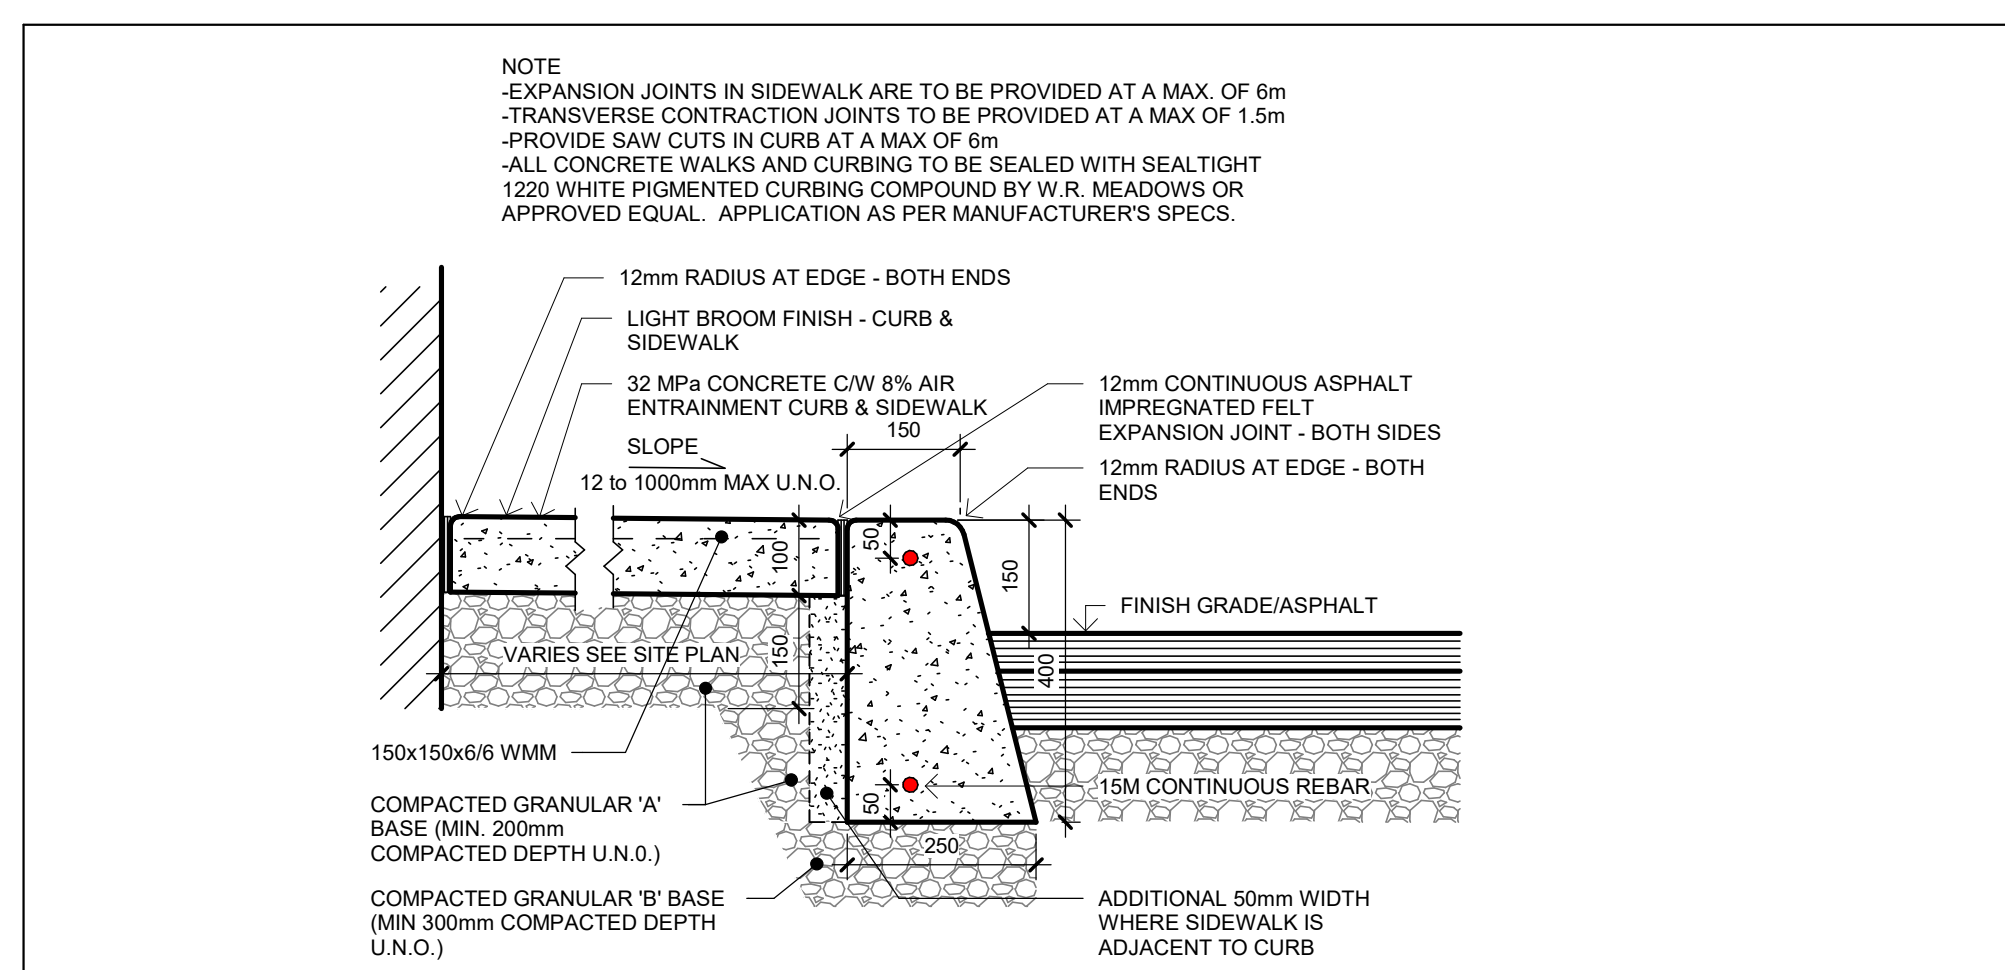 NOTE
-EXPANSION JOINTS IN SIDEWALK ARE TO BE PROVIDED AT A MAX. OF 6m
-TRANSVERSE CONTRACTION JOINTS TO BE PROVIDED AT A MAX OF 1.5m
-PROVIDE SAW CUTS IN CURB AT A MAX OF 6m
-ALL CONCRETE WALKS AND CURBING TO BE SEALED WITH SEALTIGHT
1220 WHITE PIGMENTED CURBING COMPOUND BY W.R. MEADOWS OR
APPROVED EQUAL.  APPLICATION AS PER MANUFACTURER'S SPECS.
12mm RADIUS AT EDGE - BOTH ENDS
LIGHT BROOM FINISH - CURB &
SIDEWALK
32 MPa CONCRETE C/W 8% AIR
ENTRAINMENT CURB & SIDEWALK
SLOPE
12 to 1000mm MAX U.N.O.
150
12mm CONTINUOUS ASPHALT
IMPREGNATED FELT
EXPANSION JOINT - BOTH SIDES
12mm RADIUS AT EDGE - BOTH
ENDS
100
50
150
FINISH GRADE/ASPHALT
VARIES SEE SITE PLAN
150
400
150x150x6/6 WMM
15M CONTINUOUS REBAR
50
COMPACTED GRANULAR 'A'
BASE (MIN. 200mm
COMPACTED DEPTH U.N.0.)
250
COMPACTED GRANULAR 'B' BASE
(MIN 300mm COMPACTED DEPTH
U.N.O.)
ADDITIONAL 50mm WIDTH
WHERE SIDEWALK IS
ADJACENT TO CURB